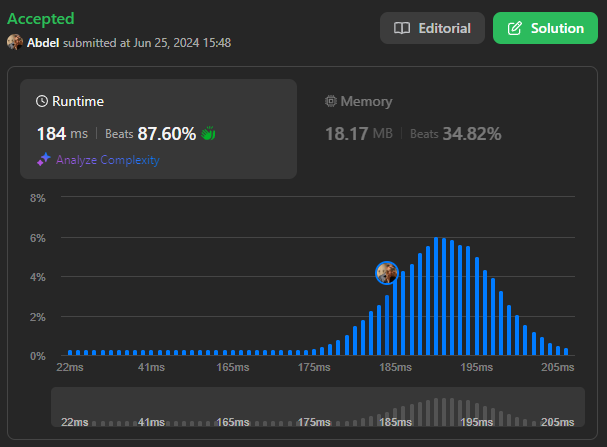 Accepted
Abdel submitted at Jun 25, 2024 15:48
Editorial
Solution
Runtime
184 ms | Beats 87.60%
Analyze Complexity
Memory
18.17 MB | Beats 34.82%
8%
6%
4%
2%
0%
22ms 41ms 165ms 175ms 185ms 195ms 205ms
22ms 41ms 165ms 175ms 185ms 195ms 205ms